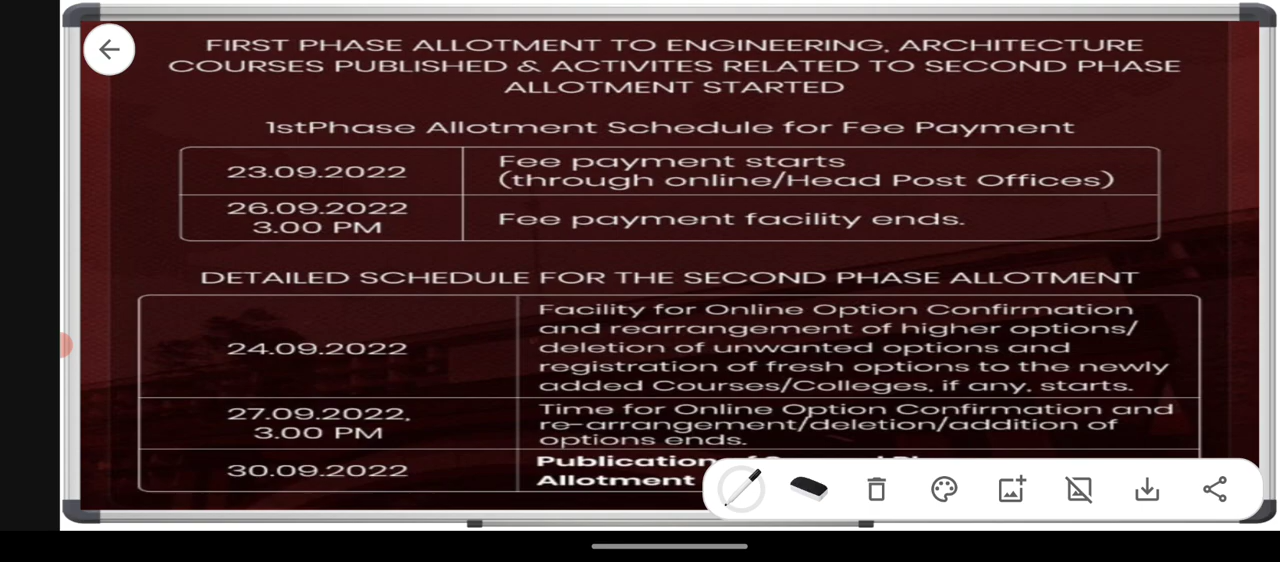 FIRST PHASE ALLOTMENT TO ENGINEERING, ARCHITECTURE
COURSES PUBLISHED & ACTIVITES RELATED TO SECOND PHASE
ALLOTMENT STARTED
1stPhase Allotment Schedule for Fee Payment
23.09.2022
Fee payment starts
(through online/Head Post Offices)
26.09.2022
3.00 PM
Fee payment facility ends.
DETAILED SCHEDULE FOR THE SECOND PHASE ALLOTMENT
24.09.2022
Facility for Online Option Confirmation
and rearrangement of higher options/
deletion of unwanted options and
registration of fresh options to the newly
added Courses/Colleges, if any, starts.
27.09.2022,
3.00 PM
Time for Online Option Confirmation and
re-arrangement/deletion/addition of
options ends.
30.09.2022
Publication
Allotment